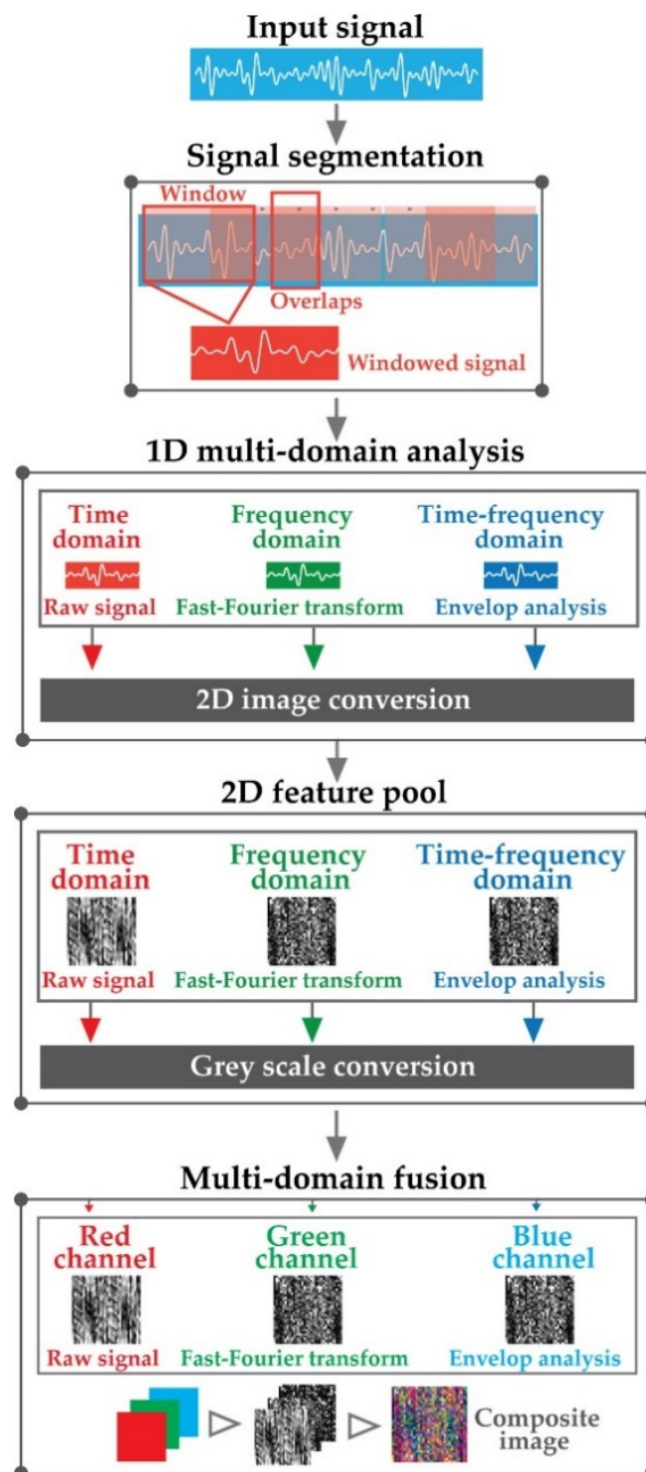 Input signal
Signal segmentation
Window
Overlaps
Windowed signal
1D multi-domain analysis
Time
domain
Frequency
domain
Time-frequency
domain
Raw signal
Fast-Fourier transform
Envelop analysis
2D image conversion
2D feature pool
Time
domain
Frequency
domain
Time-frequency
domain
Raw signal
Fast-Fourier transform
Envelop analysis
Grey scale conversion
Multi-domain fusion
Red
channel
Green
channel
Blue
channel
Raw signal
Fast-Fourier transform
Envelop analysis
Composite
image